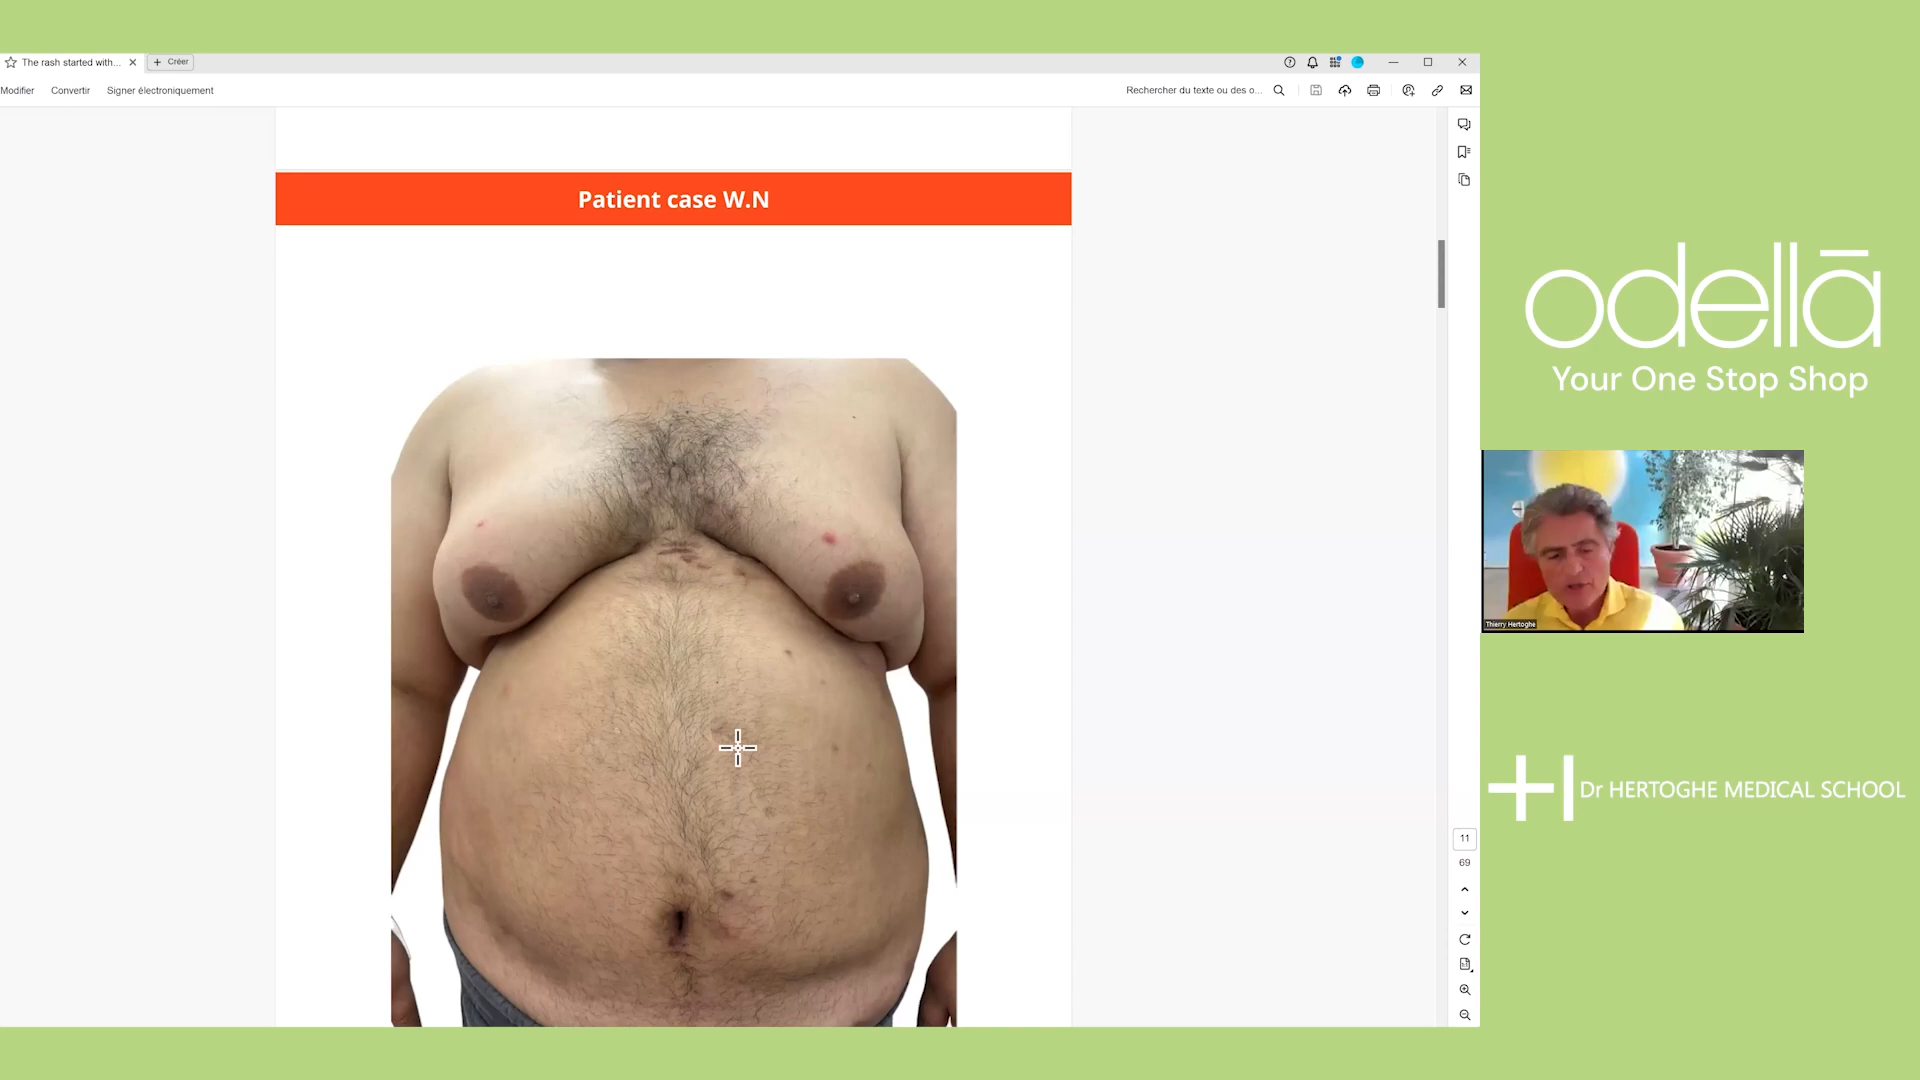 The rash started with...
Créer
Modifier
Convertir
Signer électroniquement
Rechercher du texte ou des o...
Patient case W.N
odellā
Your One Stop Shop
Thierry Hertoghe
Dr HERTOGHE MEDICAL SCHOOL
11
69